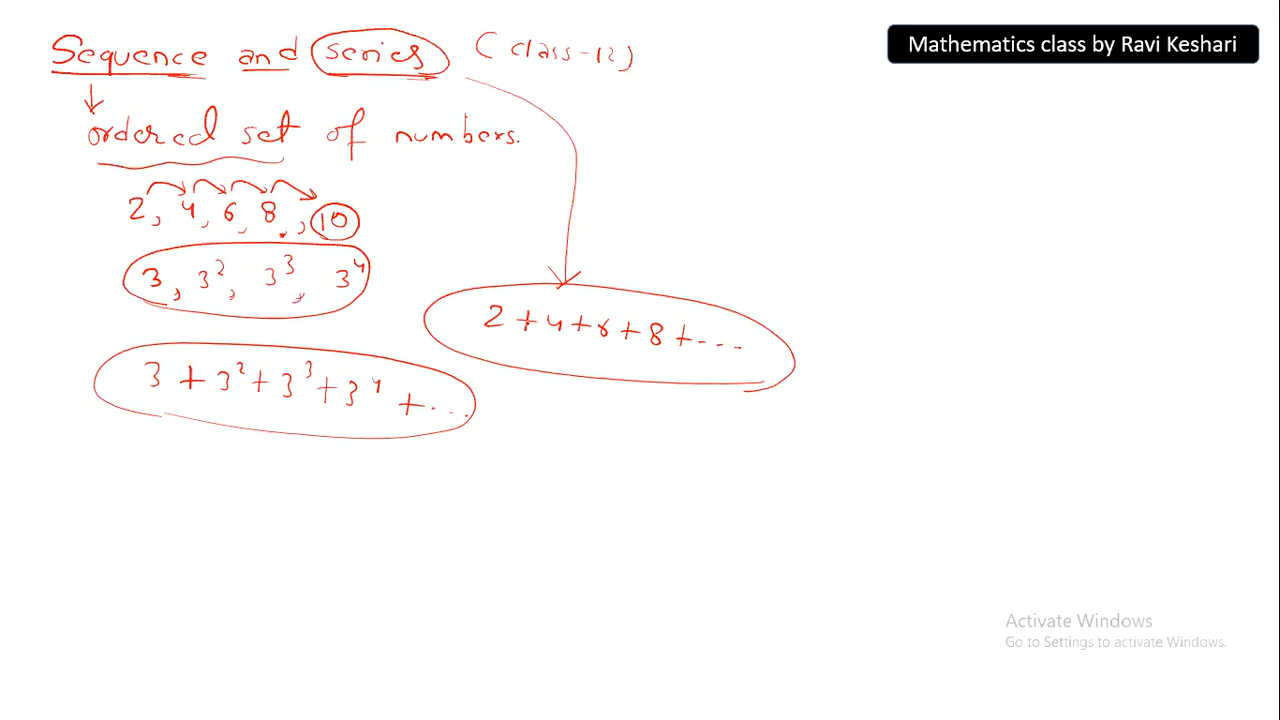 Sequence and series (class-12)
Mathematics class by Ravi Keshari
ordered set of numbers.
2, 4, 6, 8, , 10
3, 3², 3³, 3⁴
2 + 4 + 6 + 8 + ...
3 + 3² + 3³ + 3⁴ + ...
Activate Windows
Go to Settings to activate Windows.